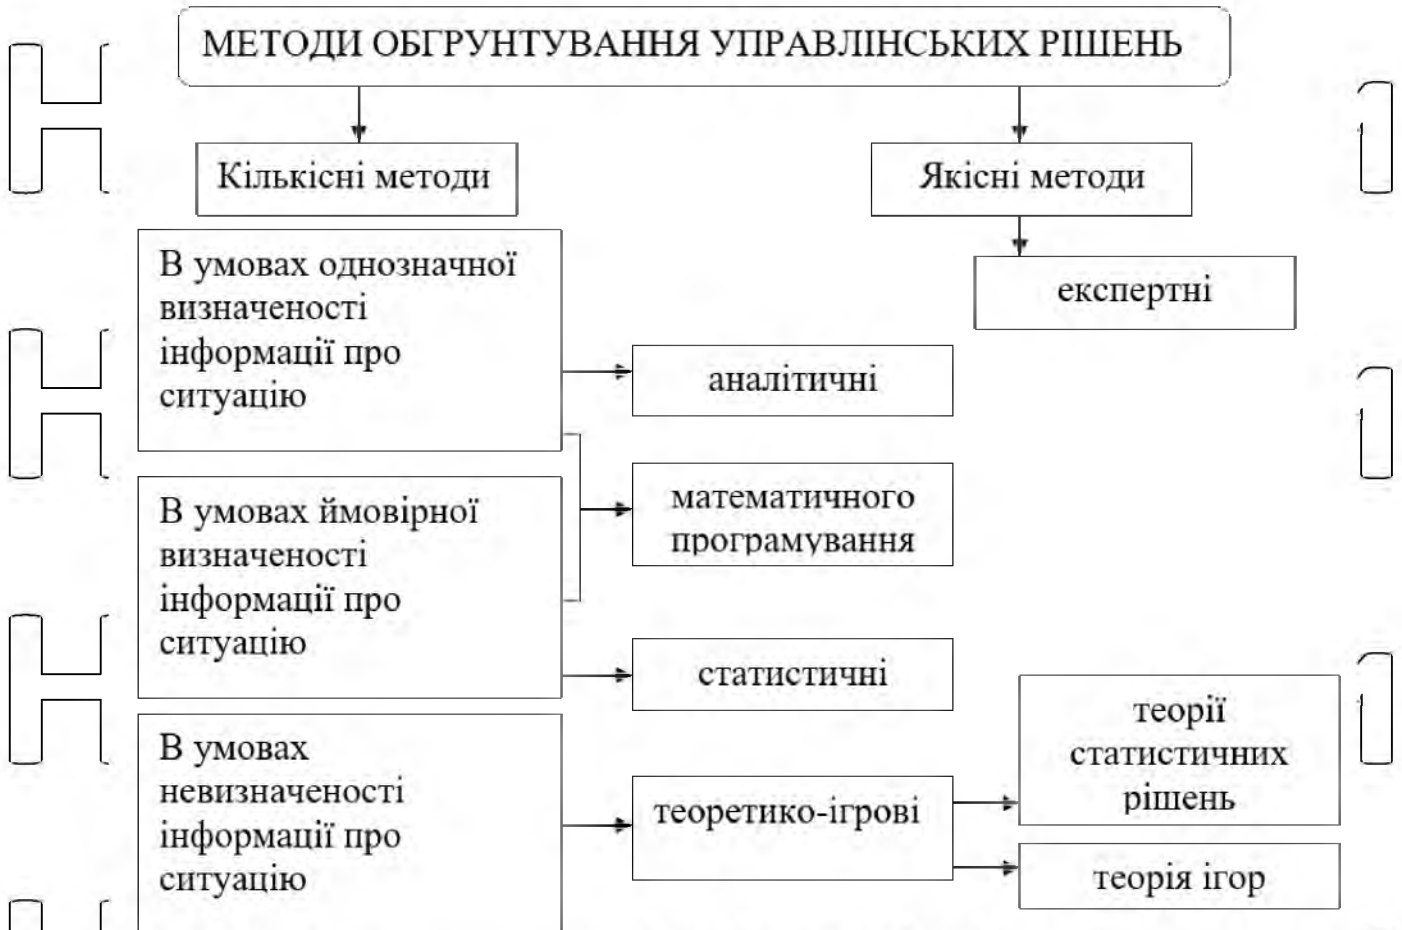 МЕТОДИ ОБГРУНТУВАННЯ УПРАВЛІНСЬКИХ РІШЕНЬ
Кількісні методи
Якісні методи
В умовах однозначної
визначеності
інформації про
ситуацію
експертні
аналітичні
В умовах ймовірної
визначеності
інформації про
ситуацію
математичного
програмування
статистичні
В умовах
невизначеності
інформації про
ситуацію
теоретико-ігрові
теорії
статистичних
рішень
теорія ігор